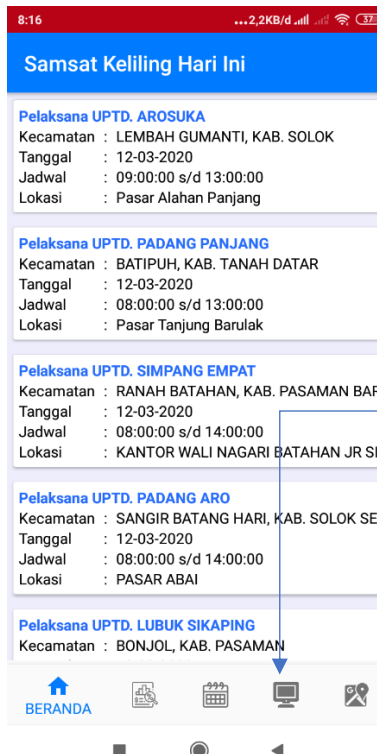 8:16 ...2,2KB/d 37
Samsat Keliling Hari Ini
Pelaksana UPTD. AROSUKA
Kecamatan : LEMBAH GUMANTI, KAB. SOLOK
Tanggal : 12-03-2020
Jadwal : 09:00:00 s/d 13:00:00
Lokasi : Pasar Alahan Panjang
Pelaksana UPTD. PADANG PANJANG
Kecamatan : BATIPUH, KAB. TANAH DATAR
Tanggal : 12-03-2020
Jadwal : 08:00:00 s/d 13:00:00
Lokasi : Pasar Tanjung Barulak
Pelaksana UPTD. SIMPANG EMPAT
Kecamatan : RANAH BATAHAN, KAB. PASAMAN BAR
Tanggal : 12-03-2020
Jadwal : 08:00:00 s/d 14:00:00
Lokasi : KANTOR WALI NAGARI BATAHAN JR SI
Pelaksana UPTD. PADANG ARO
Kecamatan : SANGIR BATANG HARI, KAB. SOLOK SE
Tanggal : 12-03-2020
Jadwal : 08:00:00 s/d 14:00:00
Lokasi : PASAR ABAI
Pelaksana UPTD. LUBUK SIKAPING
Kecamatan : BONJOL, KAB. PASAMAN
BERANDA